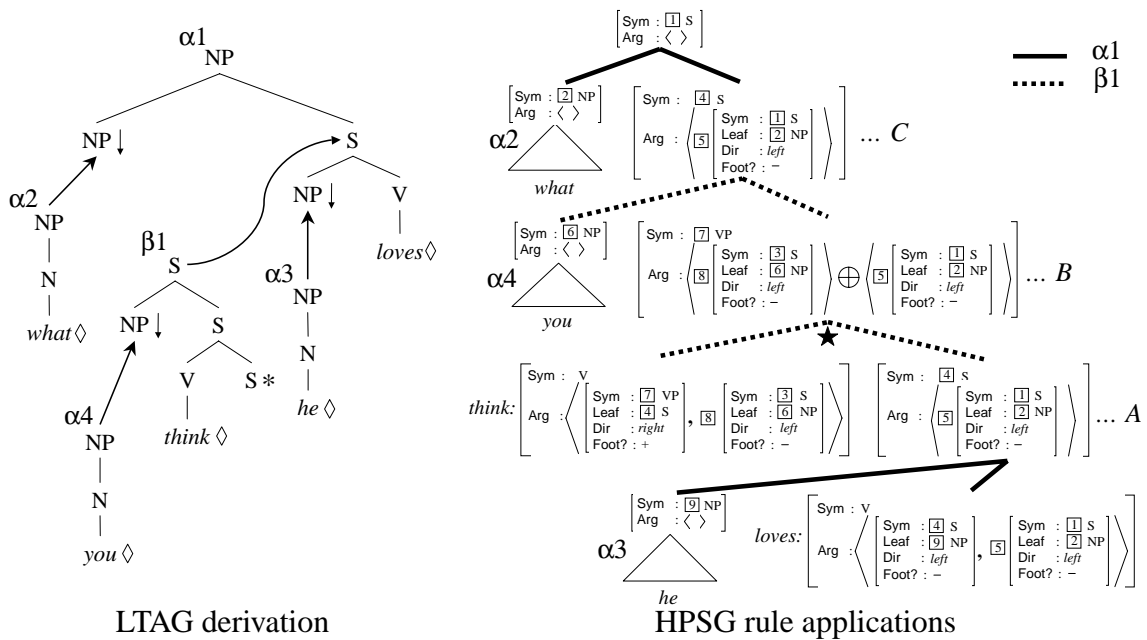 α1
NP
NP↓
S
α2
NP
NP↓
V
N
β1
S
α3
NP
loves◊
what◊
NP↓
S
N
α4
NP
V
S*
he◊
N
think◊
you◊
LTAG derivation
Sym : 1 S
Arg : ⟨ ⟩
α1
β1
Sym : 2 NP
Arg : ⟨ ⟩
α2
what
Sym : 4 S
Arg : ⟨ 5
Sym : 1 S
Leaf : 2 NP
Dir : left
Foot? : −
⟩
... C
Sym : 6 NP
Arg : ⟨ ⟩
α4
you
Sym : 7 VP
Arg : ⟨ 8
Sym : 3 S
Leaf : 6 NP
Dir : left
Foot? : −
⟩ ⊕ ⟨ 5
Sym : 1 S
Leaf : 2 NP
Dir : left
Foot? : −
⟩
... B
★
think:
Sym : V
Arg : ⟨
Sym : 7 VP
Leaf : 4 S
Dir : right
Foot? : +
, 8
Sym : 3 S
Leaf : 6 NP
Dir : left
Foot? : −
⟩
Sym : 4 S
Arg : ⟨ 5
Sym : 1 S
Leaf : 2 NP
Dir : left
Foot? : −
⟩
... A
Sym : 9 NP
Arg : ⟨ ⟩
α3
he
loves:
Sym : V
Arg : ⟨
Sym : 4 S
Leaf : 9 NP
Dir : left
Foot? : −
, 5
Sym : 1 S
Leaf : 2 NP
Dir : left
Foot? : −
⟩
HPSG rule applications